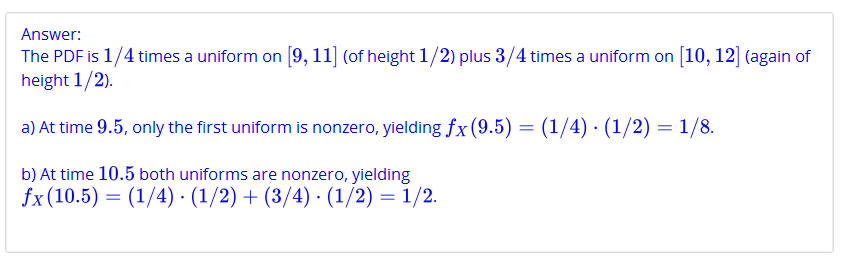 Answer:
The PDF is 1/4 times a uniform on [9, 11] (of height 1/2) plus 3/4 times a uniform on [10, 12] (again of
height 1/2).
a) At time 9.5, only the first uniform is nonzero, yielding fX(9.5) = (1/4) · (1/2) = 1/8.
b) At time 10.5 both uniforms are nonzero, yielding
fX(10.5) = (1/4) · (1/2) + (3/4) · (1/2) = 1/2.